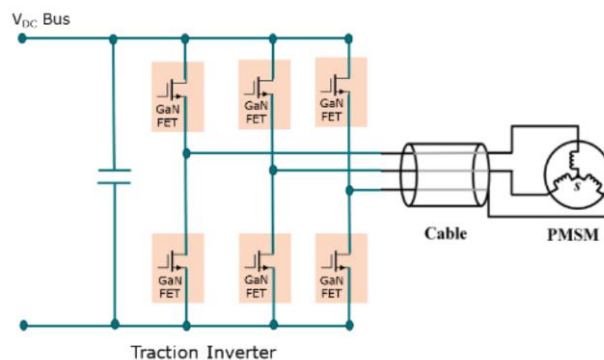 VDC Bus
GaN
FET
GaN
FET
GaN
FET
S
Cable
PMSM
GaN
FET
GaN
FET
GaN
FET
Traction Inverter